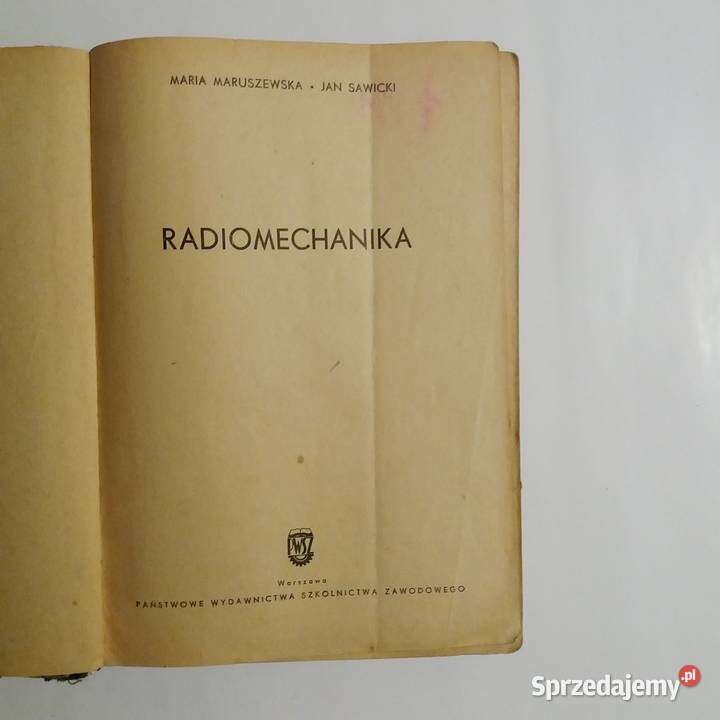 MARIA MARUSZEWSKA • JAN SAWICKI
RADIOMECHANIKA
PWSZ
Warszawa
PAŃSTWOWE WYDAWNICTWA SZKOLNICTWA ZAWODOWEGO
Sprzedajemy.pl